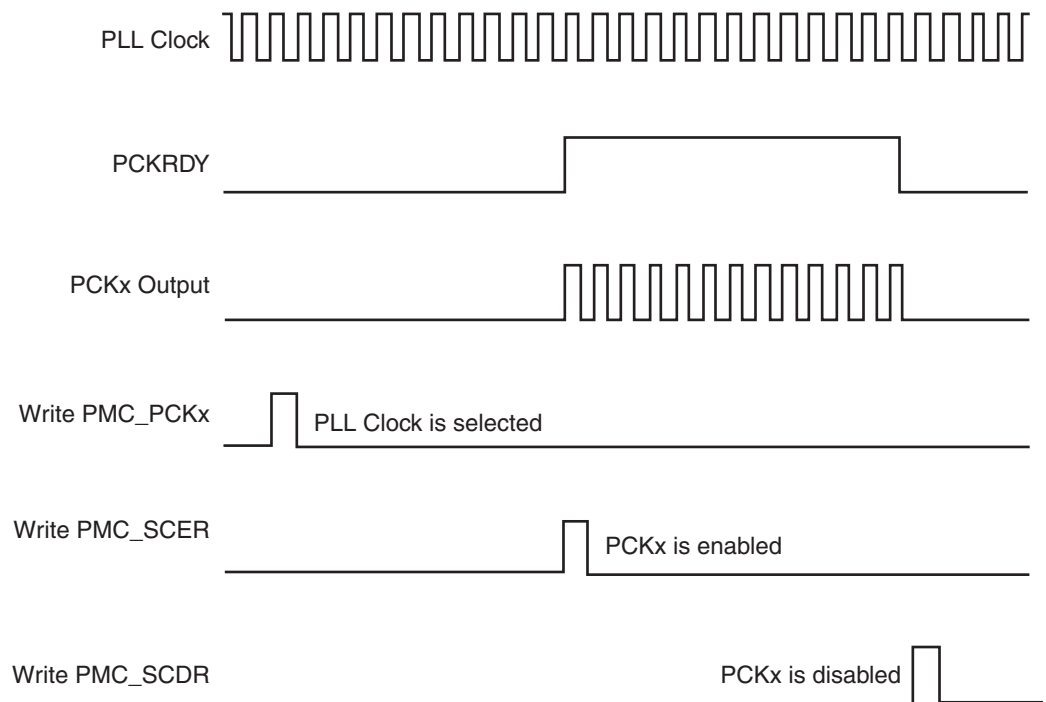 PLL Clock
PCKRDY
PCKx Output
Write PMC_PCKx
PLL Clock is selected
Write PMC_SCER
PCKx is enabled
Write PMC_SCDR
PCKx is disabled